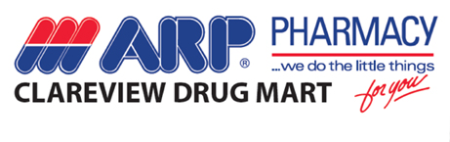 ARP® PHARMACY
...we do the little things
for you
CLAREVIEW DRUG MART